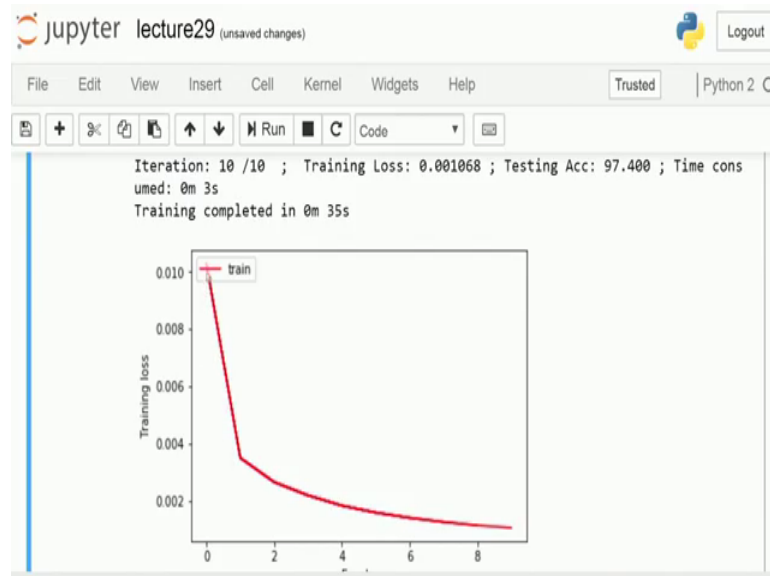 jupyter lecture29 (unsaved changes) Logout
File Edit View Insert Cell Kernel Widgets Help Trusted Python 2
Run Code
Iteration: 10 /10 ; Training Loss: 0.001068 ; Testing Acc: 97.400 ; Time cons
umed: 0m 3s
Training completed in 0m 35s
train
0.010
0.008
0.006
0.004
0.002
Training loss
0 2 4 6 8